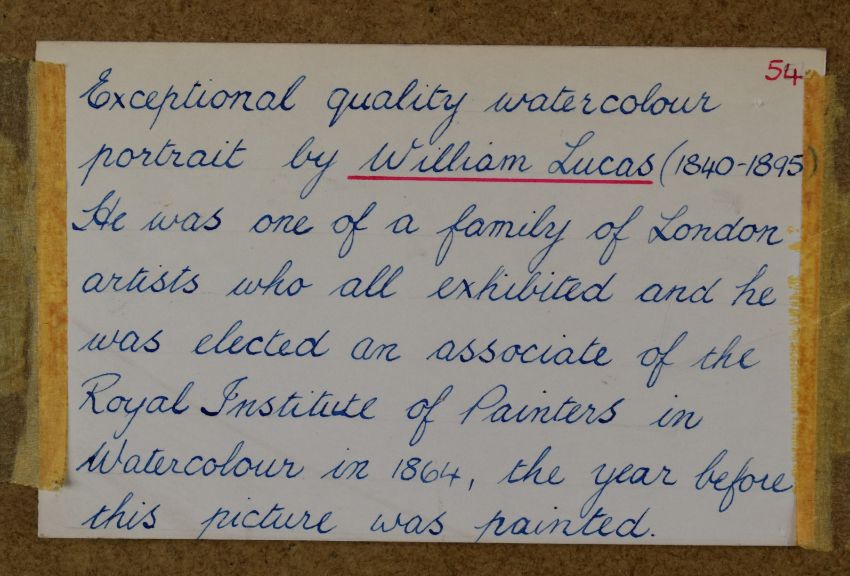 54
Exceptional quality watercolour
portrait by William Lucas (1840-1895)
He was one of a family of London
artists who all exhibited and he
was elected an associate of the
Royal Institute of Painters in
Watercolour in 1864, the year before
this picture was painted.